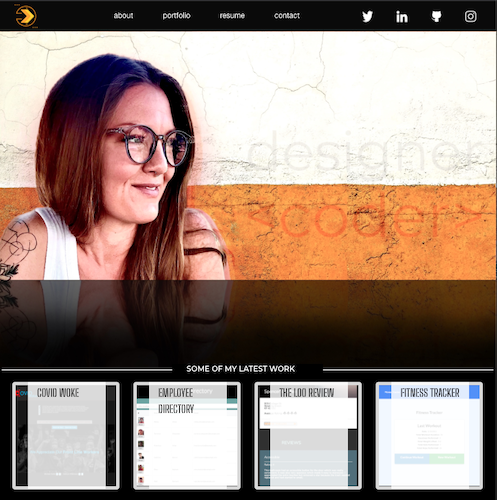 about portfolio resume contact
designer
<coder>
SOME OF MY LATEST WORK
COVID WOKE
EMPLOYEE
DIRECTORY
THE LOO REVIEW
FITNESS TRACKER